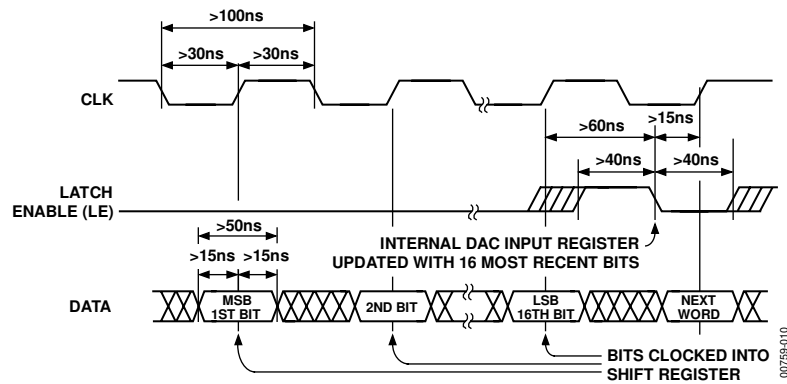 >100ns
>30ns
>30ns
CLK
>60ns
>15ns
>40ns
>40ns
LATCH
ENABLE (LE)
>50ns
INTERNAL DAC INPUT REGISTER
UPDATED WITH 16 MOST RECENT BITS
>15ns
>15ns
DATA
MSB
1ST BIT
2ND BIT
LSB
16TH BIT
NEXT
WORD
BITS CLOCKED INTO
SHIFT REGISTER
00759-010